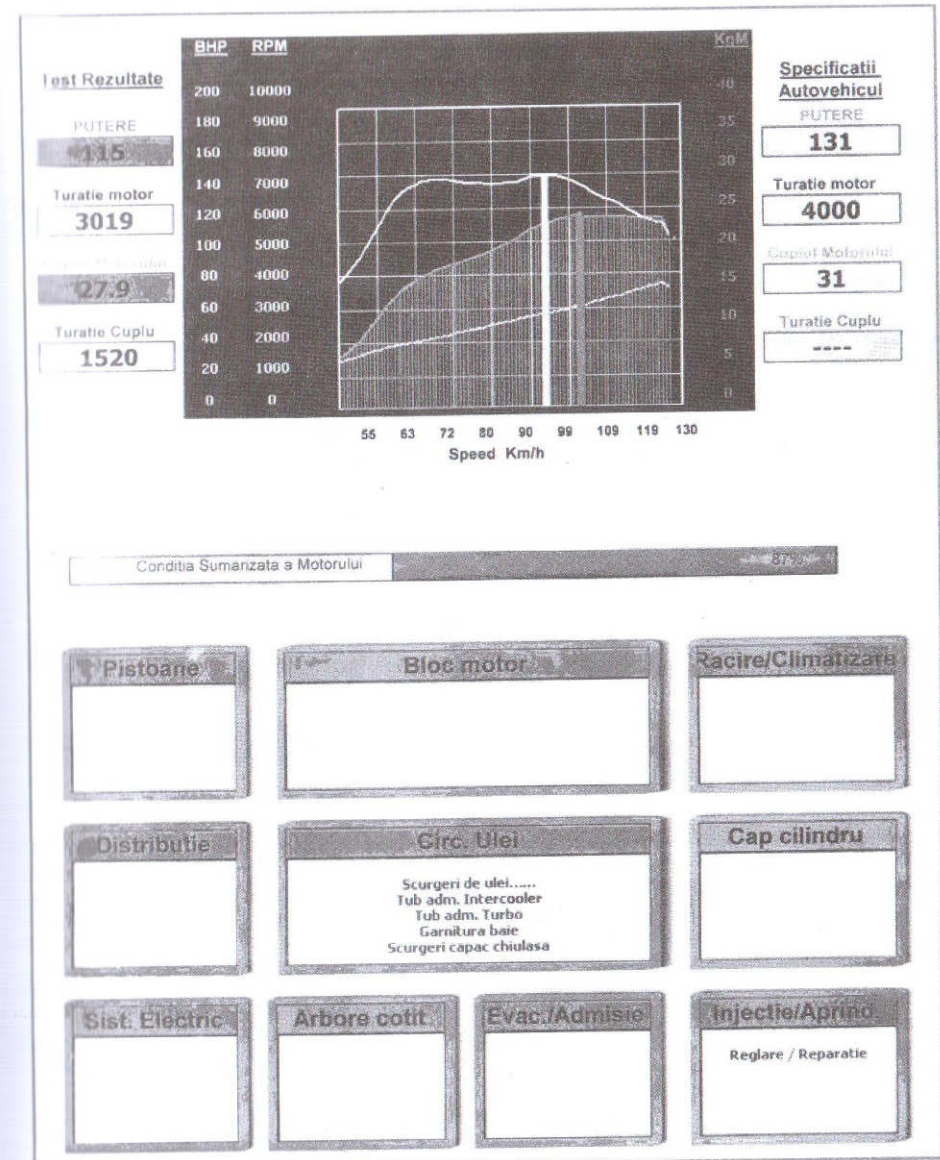 BHP RPM KgM
Test Rezultate
200 10000 40
180 9000 35
160 8000 30
140 7000 25
120 6000 20
100 5000 15
80 4000 10
60 3000 5
40 2000 0
20 1000
0 0
PUTERE
115
Turatie motor
3019
27.9
Turatie Cuplu
1520
Specificatii
Autovehicul
PUTERE
131
Turatie motor
4000
Cuplot Motorului
31
Turatie Cuplu
----
55 63 72 80 90 99 109 119 130
Speed Km/h
Conditia Sumarizata a Motorului 87%
Pistoane
Bloc motor
Racire/Climatizare
Distributie
Circ. Ulei
Scurgeri de ulei......
Tub adm. Intercooler
Tub adm. Turbo
Garnitura baie
Scurgeri capac chiulasa
Cap cilindru
Sist. Electric
Arbore cotit
Evac./Admisie
Injectie/Aprind.
Reglare / Reparatie